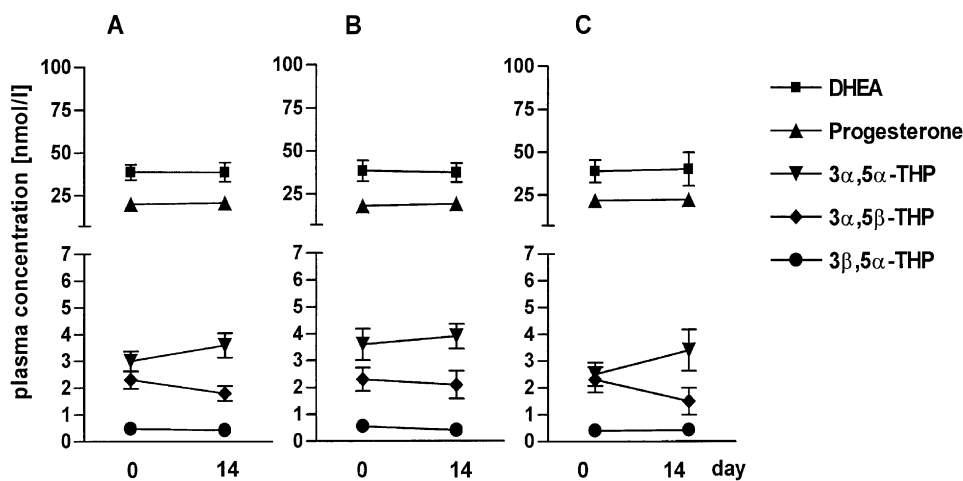 A B C
plasma concentration [nmol/l]
100 100 100
75 75 75
50 50 50
25 25 25
7 7 7
6 6 6
5 5 5
4 4 4
3 3 3
2 2 2
1 1 1
0 0 0
0 14 0 14 0 14 day
DHEA
Progesterone
3α,5α-THP
3α,5β-THP
3β,5α-THP